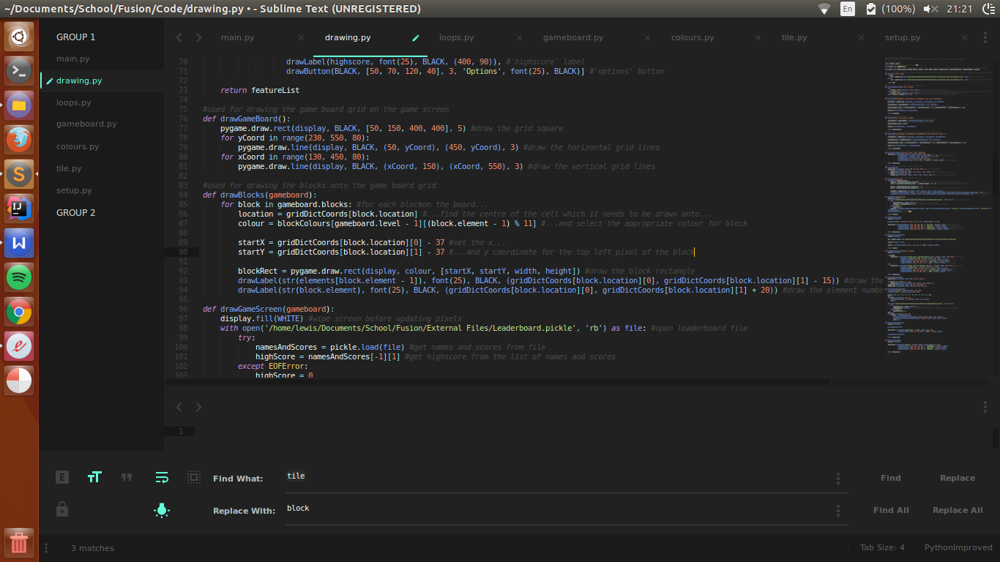 ~/Documents/School/Fusion/Code/drawing.py • - Sublime Text (UNREGISTERED)
En (100%) 21:21
GROUP 1
main.py
drawing.py
loops.py
gameboard.py
colours.py
tile.py
setup.py
GROUP 2
main.py drawing.py loops.py gameboard.py colours.py tile.py setup.py
70 drawLabel(highscore, font(25), BLACK, (400, 90)), #'highscore' label
71 drawButton(BLACK, [50, 70, 120, 40], 3, 'Options', font(25), BLACK)] #'options' button
72
73 return featureList
74
75 #used for drawing the game board grid on the game screen
76 def drawGameBoard():
77 pygame.draw.rect(display, BLACK, [50, 150, 400, 400], 5) #draw the grid square
78 for yCoord in range(230, 550, 80):
79 pygame.draw.line(display, BLACK, (50, yCoord), (450, yCoord), 3) #draw the horizontal grid lines
80 for xCoord in range(130, 450, 80):
81 pygame.draw.line(display, BLACK, (xCoord, 150), (xCoord, 550), 3) #draw the vertical grid lines
82
83 #used for drawing the blocks onto the game board grid
84 def drawBlocks(gameboard):
85 for block in gameboard.blocks: #for each blockon the board...
86 location = gridDictCoords[block.location] #...find the centre of the cell which it needs to be drawn onto...
87 colour = blockColours[gameboard.level - 1][(block.element - 1) % 11] #...and select the appropriate colour for block
88
89 startX = gridDictCoords[block.location][0] - 37 #set the x...
90 startY = gridDictCoords[block.location][1] - 37 #...and y coordinate for the top left pixel of the block
91
92 blockRect = pygame.draw.rect(display, colour, [startX, startY, width, height]) #draw the block rectangle
93 drawLabel(str(elements[block.element - 1]), font(25), BLACK, (gridDictCoords[block.location][0], gridDictCoords[block.location][1] - 15)) #draw the
94 drawLabel(str(block.element), font(25), BLACK, (gridDictCoords[block.location][0], gridDictCoords[block.location][1] + 20)) #draw the element numbe
95
96 def drawGameScreen(gameboard):
97 display.fill(WHITE) #wipe screen before updating pixels
98 with open('/home/lewis/Documents/School/Fusion/External Files/Leaderboard.pickle', 'rb') as file: #open leaderboard file
99 try:
100 namesAndScores = pickle.load(file) #get names and scores from file
101 highScore = namesAndScores[-1][1] #get highscore from the list of names and scores
102 except EOFError:
103 highScore = 0
1
Find What: tile Find Replace
Replace With: block Find All Replace All
3 matches Tab Size: 4 PythonImproved